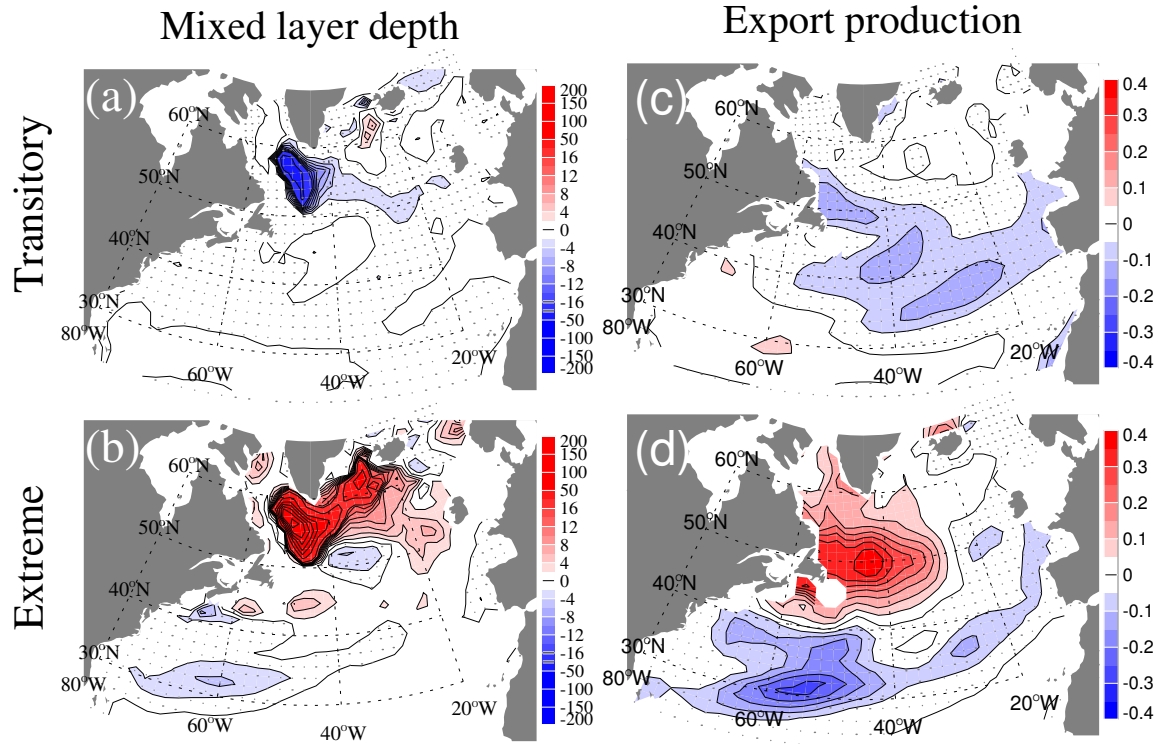 Mixed layer depth
Export production
Transitory
(a)
60°N
50°N
40°N
30°N
80°W
60°W
40°W
20°W
200
150
100
50
16
12
8
4
0
-4
-8
-12
-16
-50
-100
-150
-200
(c)
60°N
50°N
40°N
30°N
80°W
60°W
40°W
20°W
0.4
0.3
0.2
0.1
0
-0.1
-0.2
-0.3
-0.4
Extreme
(b)
60°N
50°N
40°N
30°N
80°W
60°W
40°W
20°W
200
150
100
50
16
12
8
4
0
-4
-8
-12
-16
-50
-100
-150
-200
(d)
60°N
50°N
40°N
30°N
80°W
60°W
40°W
20°W
0.4
0.3
0.2
0.1
0
-0.1
-0.2
-0.3
-0.4